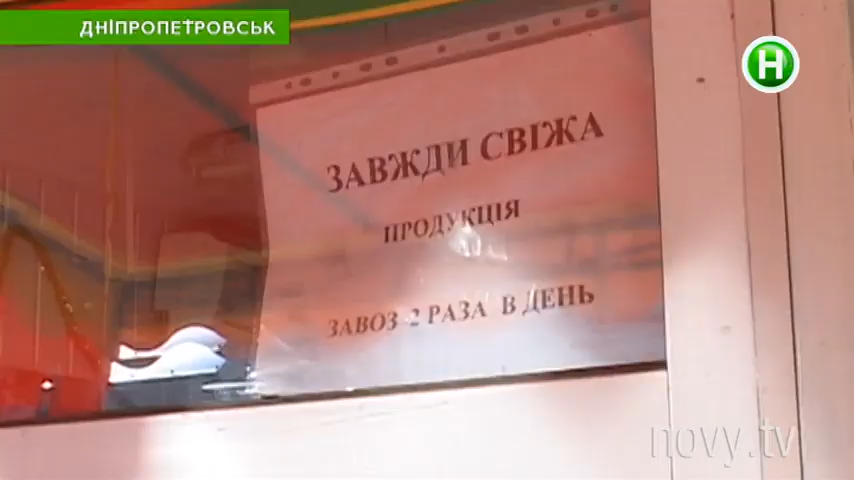 ДНІПРОПЕТРОВСЬК
Н
ЗАВЖДИ СВІЖА
ПРОДУКЦІЯ
ЗАВОЗ 2 РАЗА В ДЕНЬ
novy.tv